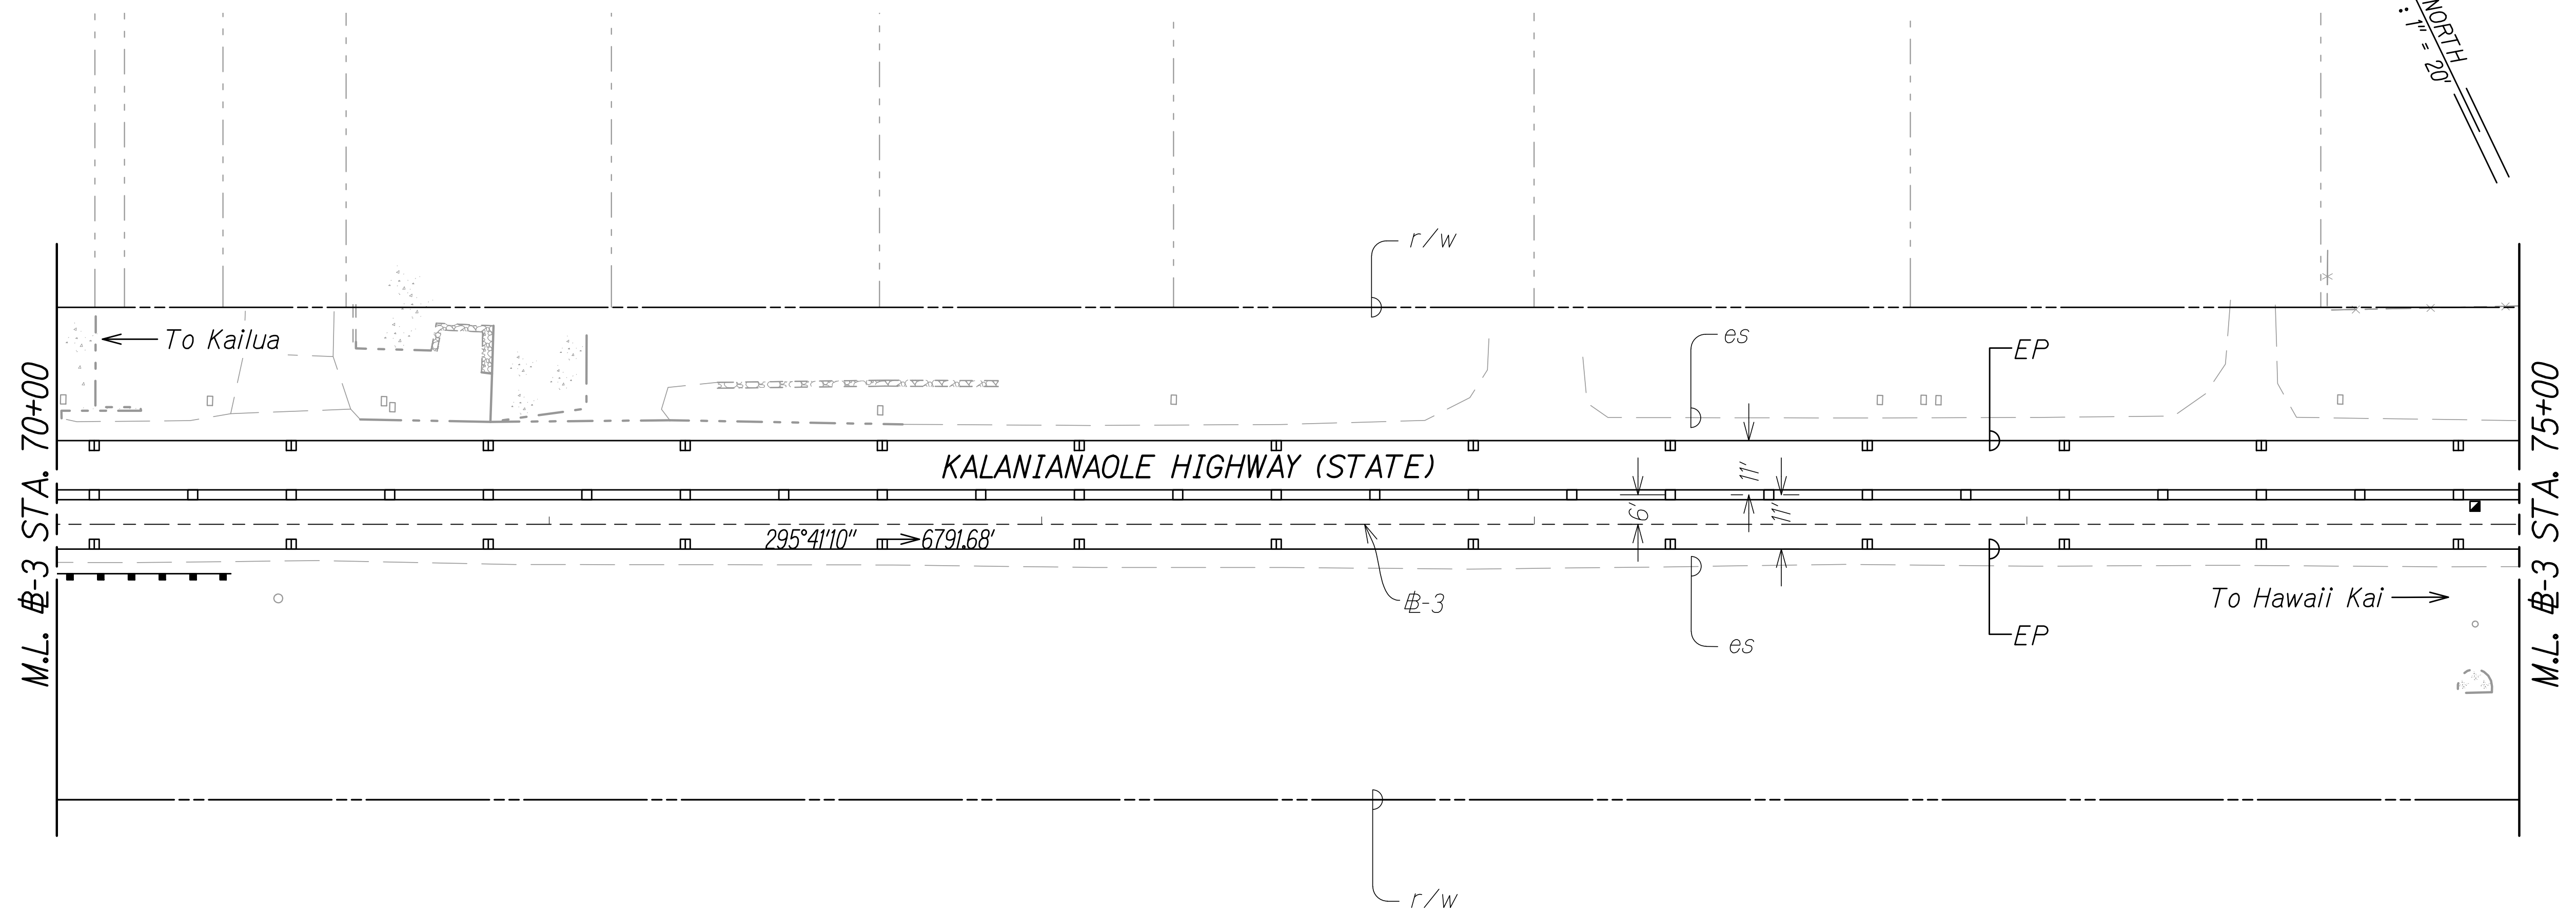 NORTH
: 1" = 20'
r/w
To Kailua
es
EP
M.L. ⅊B-3 STA. 70+00
KALANIANAOLE HIGHWAY (STATE)
11'
6'
11'
295°41'10" 6791.68'
B-3
To Hawaii Kai
es
EP
M.L. B-3 STA. 75+00
r/w